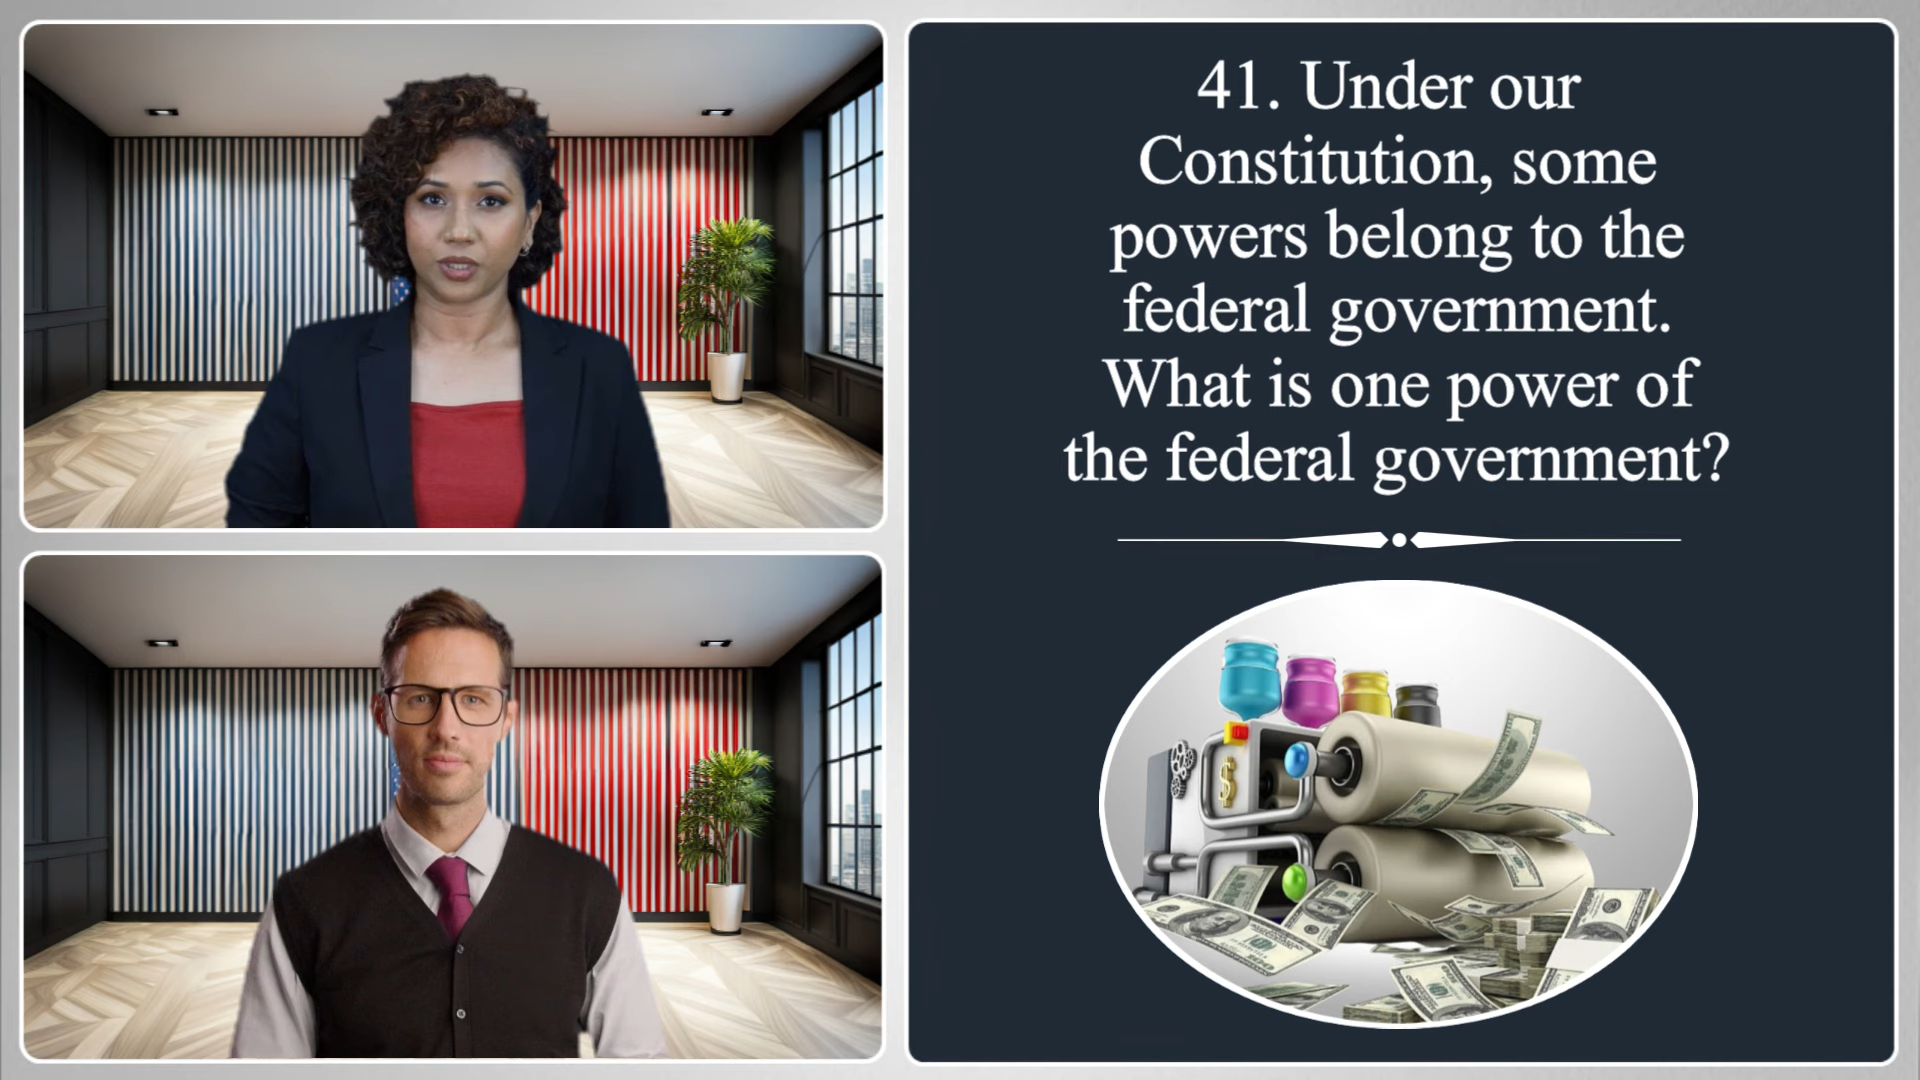 41. Under our
Constitution, some
powers belong to the
federal government.
What is one power of
the federal government?
$
100